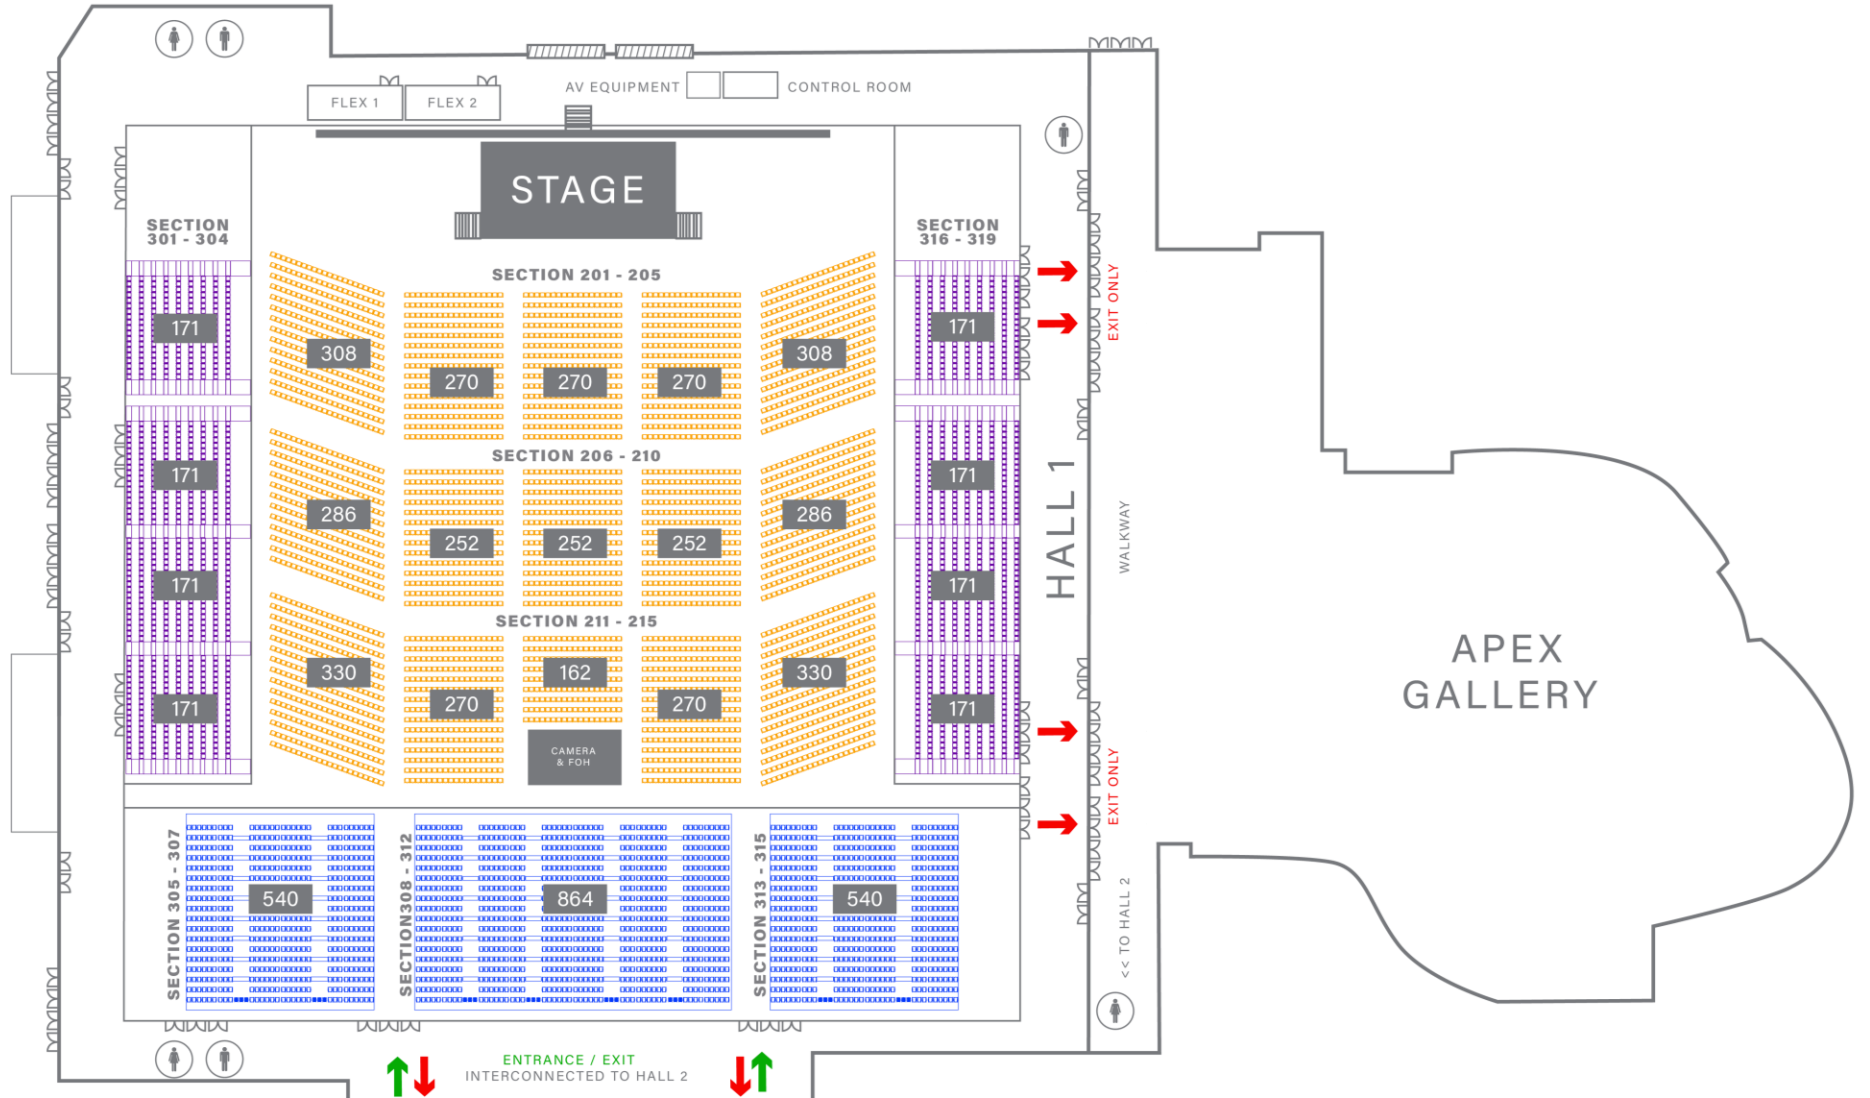 AV EQUIPMENT
CONTROL ROOM
FLEX 1
FLEX 2
STAGE
SECTION
301 - 304
SECTION
316 - 319
SECTION 201 - 205
171
308
270
270
270
308
171
EXIT ONLY
SECTION 206 - 210
171
286
252
252
252
286
171
HALL 1
WALKWAY
171
171
SECTION 211 - 215
330
162
330
171
270
270
171
CAMERA
& FOH
APEX
GALLERY
EXIT ONLY
SECTION 305 - 307
540
SECTION308 - 312
864
SECTION 313 - 315
540
<< TO HALL 2
ENTRANCE / EXIT
INTERCONNECTED TO HALL 2